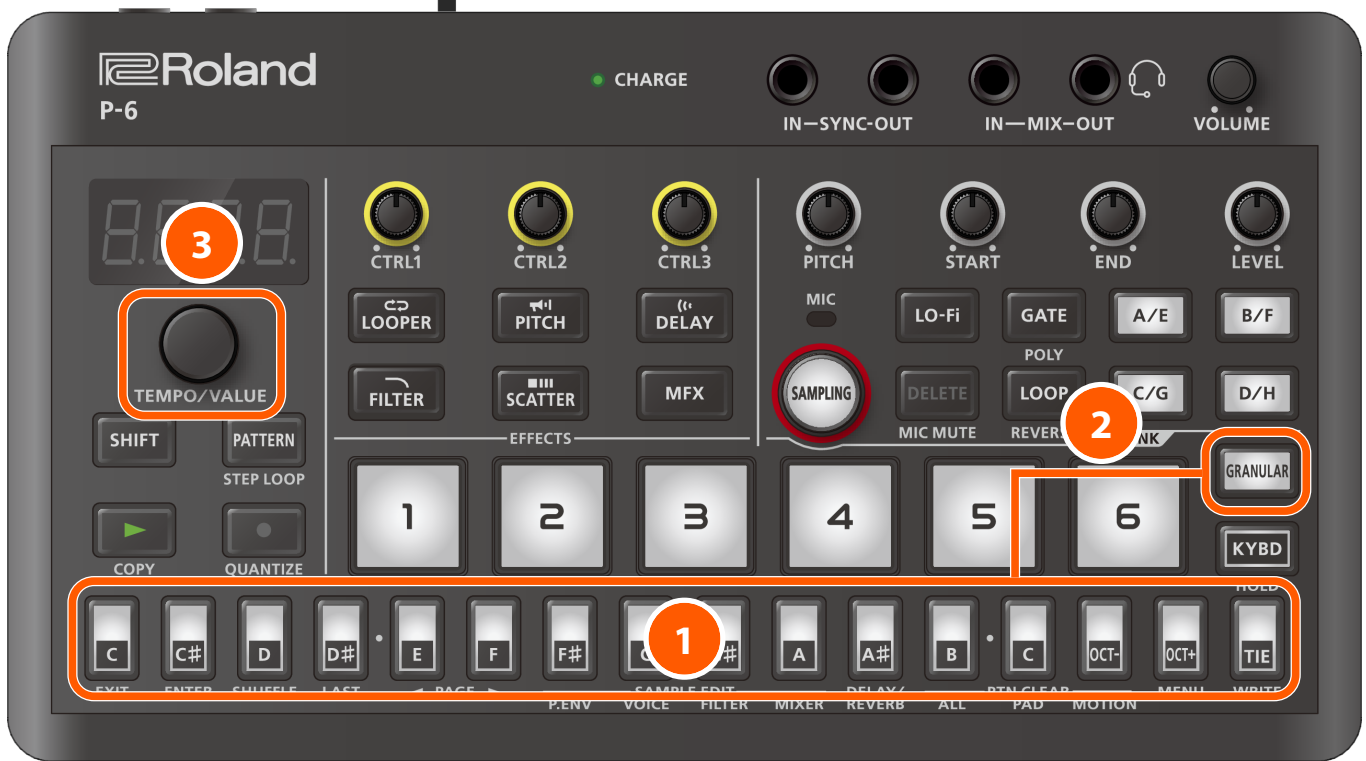 Roland
P-6
CHARGE
IN–SYNC-OUT
IN—MIX–OUT
VOLUME
3
TEMPO/VALUE
CTRL1
CTRL2
CTRL3
PITCH
START
END
LEVEL
LOOPER
PITCH
DELAY
MIC
LO-Fi
GATE
A/E
B/F
POLY
FILTER
SCATTER
MFX
SAMPLING
DELETE
LOOP
C/G
D/H
EFFECTS
MIC MUTE
2
SHIFT
PATTERN
STEP LOOP
GRANULAR
1
2
3
4
5
6
COPY
QUANTIZE
KYBD
HOLD
C
C#
D
D#
E
F
F#
1
A
A#
B
C
OCT-
OCT+
TIE
EXIT
ENTER
SHUFFLE
LAST
◄ PAGE ►
SAMPLE EDIT
DELAY/
PTN CLEAR
MENU
WRITE
P.ENV
VOICE
FILTER
MIXER
REVERB
ALL
PAD
MOTION